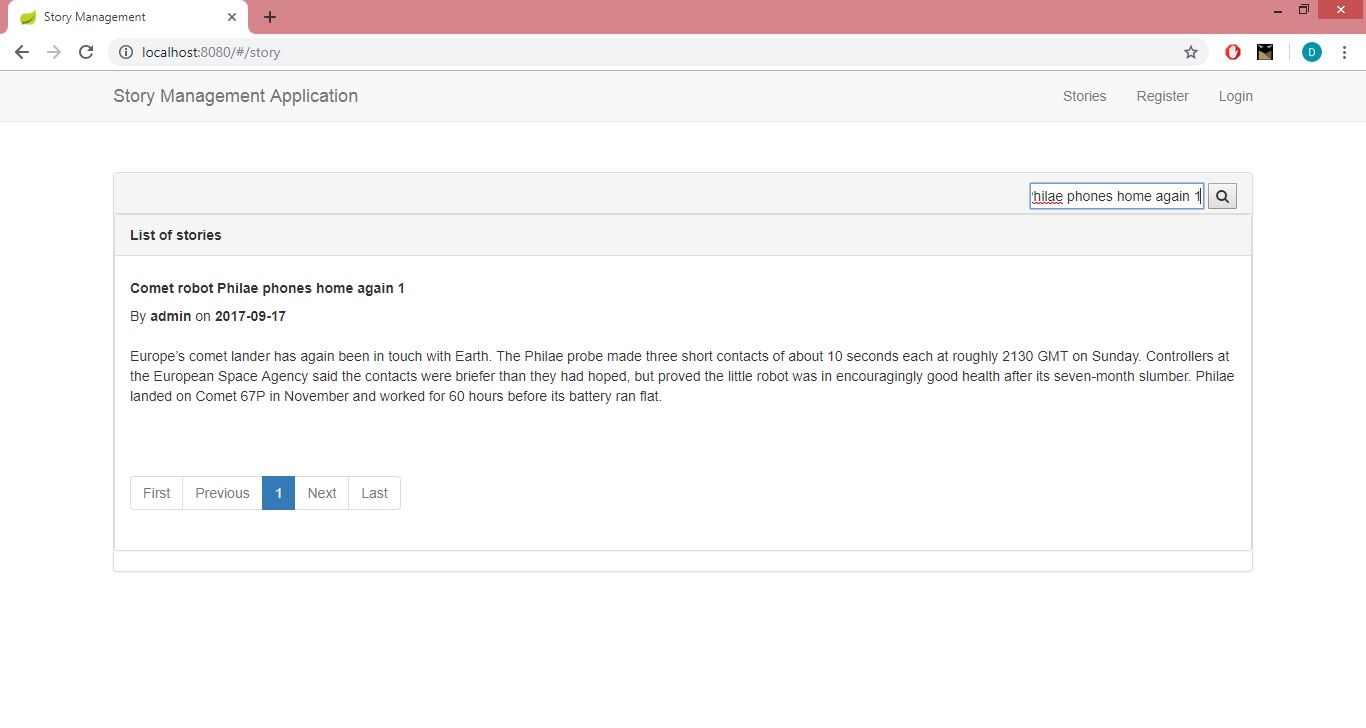 Story Management
localhost:8080/#/story
D
Story Management Application Stories Register Login
hilae phones home again 1
List of stories
Comet robot Philae phones home again 1
By admin on 2017-09-17
Europe’s comet lander has again been in touch with Earth. The Philae probe made three short contacts of about 10 seconds each at roughly 2130 GMT on Sunday. Controllers at
the European Space Agency said the contacts were briefer than they had hoped, but proved the little robot was in encouragingly good health after its seven-month slumber. Philae
landed on Comet 67P in November and worked for 60 hours before its battery ran flat.
First Previous 1 Next Last